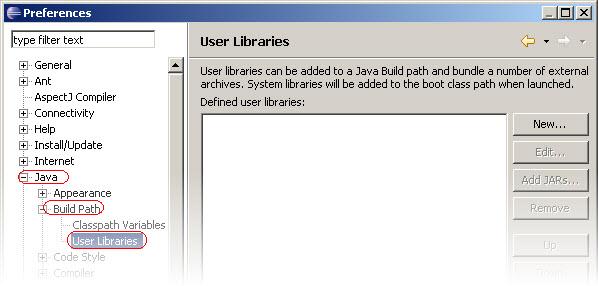 Preferences
type filter text
General
Ant
AspectJ Compiler
Connectivity
Help
Install/Update
Internet
Java
Appearance
Build Path
Classpath Variables
User Libraries
Code Style
Compiler
User Libraries
User libraries can be added to a Java Build path and bundle a number of external
archives. System libraries will be added to the boot class path when launched.
Defined user libraries:
New...
Edit...
Add JARs...
Remove
Up
Down